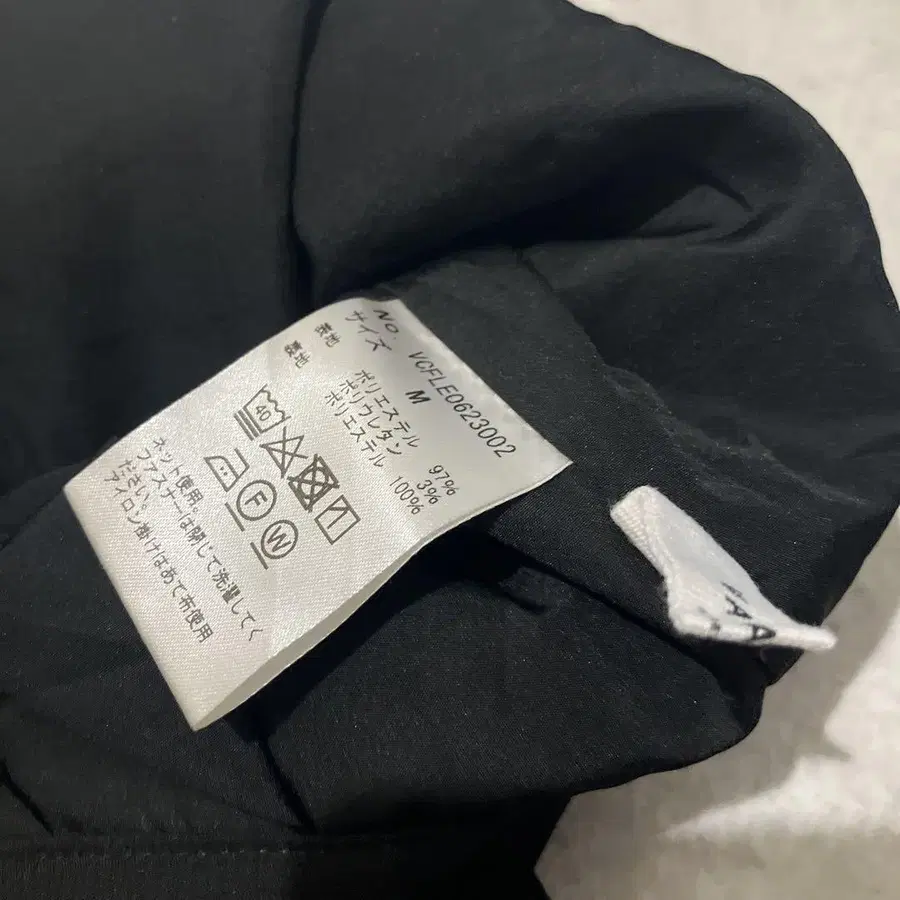 NO. VCFLE0623002
サイズ M
表地 ポリエステル 97%
ポリウレタン 3%
裏地 ポリエステル 100%
40
F W
ネット使用。
ファスナーは閉じて洗濯して
ください。
アイロン掛けはあて布使用